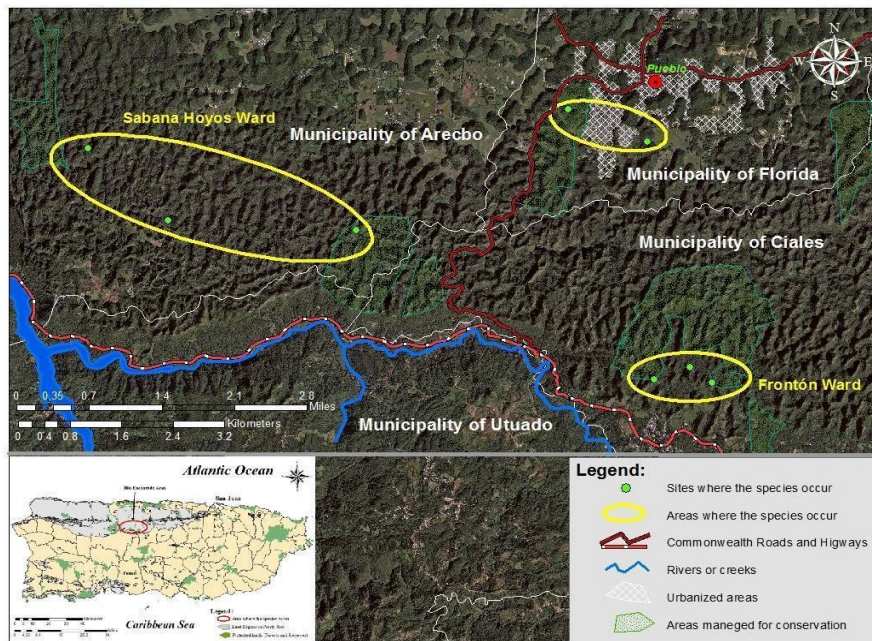 Pueblo
N
W E
S
Sabana Hoyos Ward
Municipality of Arecbo
Municipality of Florida
Municipality of Ciales
Frontón Ward
Municipality of Utuado
0 0.35 0.7 1.4 2.1 2.8
Miles
Kilometers
0 0.4 0.8 1.6 2.4 3.2
Atlantic Ocean
San Juan
Caribbean Sea
Legend:
Sites where the species occur
Areas where the species occur
Commonwealth Roads and Higways
Rivers or creeks
Urbanized areas
Areas maneged for conservation